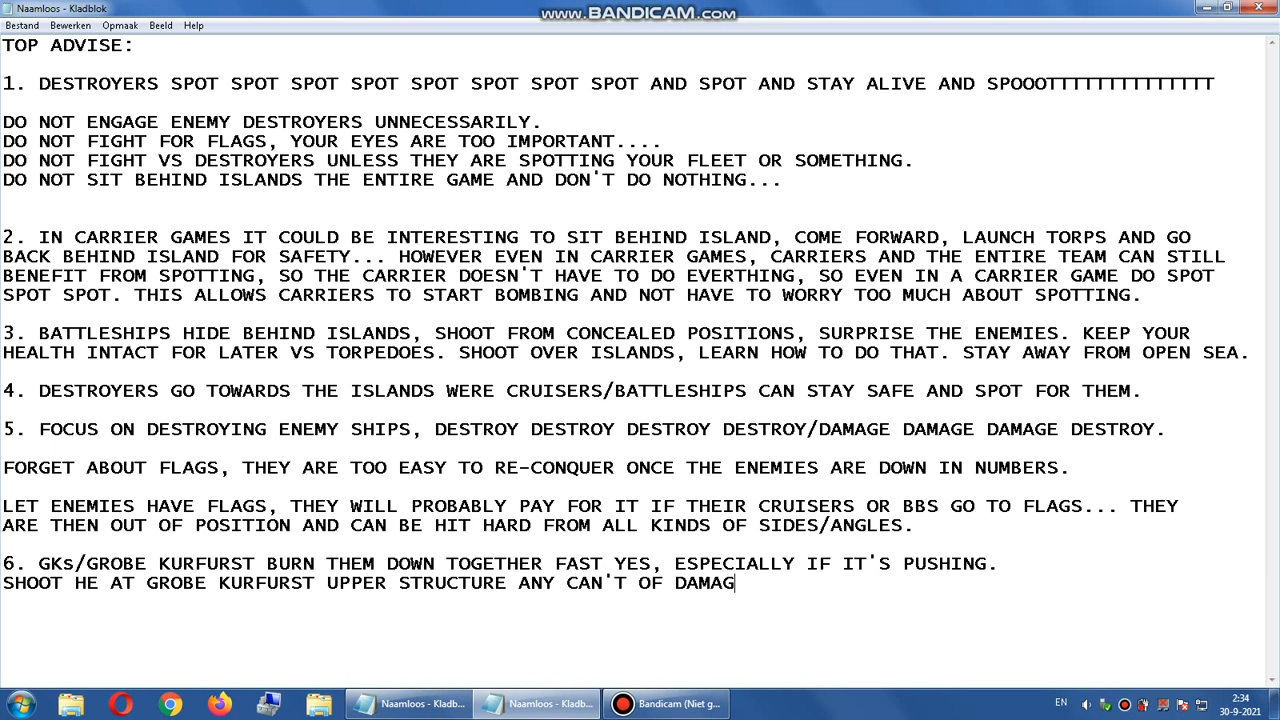 Naamloos - Kladblok
www.BANDICAM.com
Bestand Bewerken Opmaak Beeld Help
TOP ADVISE:
1. DESTROYERS SPOT SPOT SPOT SPOT SPOT SPOT SPOT SPOT AND SPOT AND STAY ALIVE AND SPOOOTTTTTTTTTTTTTT
DO NOT ENGAGE ENEMY DESTROYERS UNNECESSARILY.
DO NOT FIGHT FOR FLAGS, YOUR EYES ARE TOO IMPORTANT....
DO NOT FIGHT VS DESTROYERS UNLESS THEY ARE SPOTTING YOUR FLEET OR SOMETHING.
DO NOT SIT BEHIND ISLANDS THE ENTIRE GAME AND DON'T DO NOTHING...
2. IN CARRIER GAMES IT COULD BE INTERESTING TO SIT BEHIND ISLAND, COME FORWARD, LAUNCH TORPS AND GO
BACK BEHIND ISLAND FOR SAFETY... HOWEVER EVEN IN CARRIER GAMES, CARRIERS AND THE ENTIRE TEAM CAN STILL
BENEFIT FROM SPOTTING, SO THE CARRIER DOESN'T HAVE TO DO EVERTHING, SO EVEN IN A CARRIER GAME DO SPOT
SPOT SPOT. THIS ALLOWS CARRIERS TO START BOMBING AND NOT HAVE TO WORRY TOO MUCH ABOUT SPOTTING.
3. BATTLESHIPS HIDE BEHIND ISLANDS, SHOOT FROM CONCEALED POSITIONS, SURPRISE THE ENEMIES. KEEP YOUR
HEALTH INTACT FOR LATER VS TORPEDOES. SHOOT OVER ISLANDS, LEARN HOW TO DO THAT. STAY AWAY FROM OPEN SEA.
4. DESTROYERS GO TOWARDS THE ISLANDS WERE CRUISERS/BATTLESHIPS CAN STAY SAFE AND SPOT FOR THEM.
5. FOCUS ON DESTROYING ENEMY SHIPS, DESTROY DESTROY DESTROY DESTROY/DAMAGE DAMAGE DAMAGE DESTROY.
FORGET ABOUT FLAGS, THEY ARE TOO EASY TO RE-CONQUER ONCE THE ENEMIES ARE DOWN IN NUMBERS.
LET ENEMIES HAVE FLAGS, THEY WILL PROBABLY PAY FOR IT IF THEIR CRUISERS OR BBS GO TO FLAGS... THEY
ARE THEN OUT OF POSITION AND CAN BE HIT HARD FROM ALL KINDS OF SIDES/ANGLES.
6. GKs/GROBE KURFURST BURN THEM DOWN TOGETHER FAST YES, ESPECIALLY IF IT'S PUSHING.
SHOOT HE AT GROBE KURFURST UPPER STRUCTURE ANY CAN'T OF DAMAG
Naamloos - Kladb... Naamloos - Kladb... Bandicam (Niet g... EN 2:34
30-9-2021